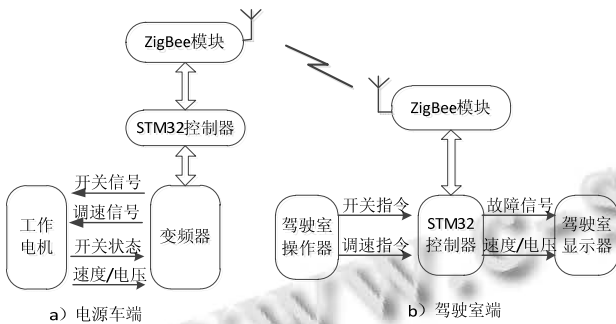 ZigBee模块
STM32控制器
开关信号
调速信号
开关状态
速度/电压
工作
电机
变频器
a）电源车端
ZigBee模块
驾驶室
操作器
开关指令
调速指令
STM32
控制器
故障信号
速度/电压
驾驶室
显示器
b）驾驶室端